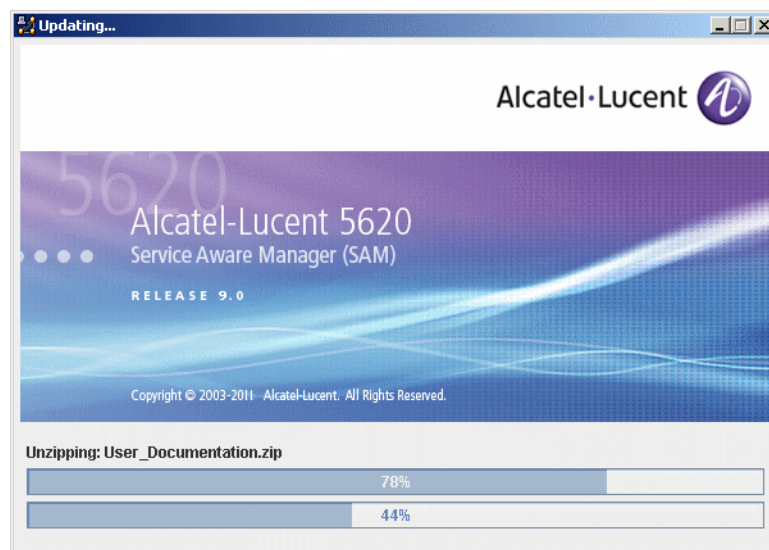 Updating...
Alcatel·Lucent
5620
Alcatel-Lucent 5620
Service Aware Manager (SAM)
RELEASE 9.0
Copyright © 2003-2011 Alcatel-Lucent. All Rights Reserved.
Unzipping: User_Documentation.zip
78%
44%